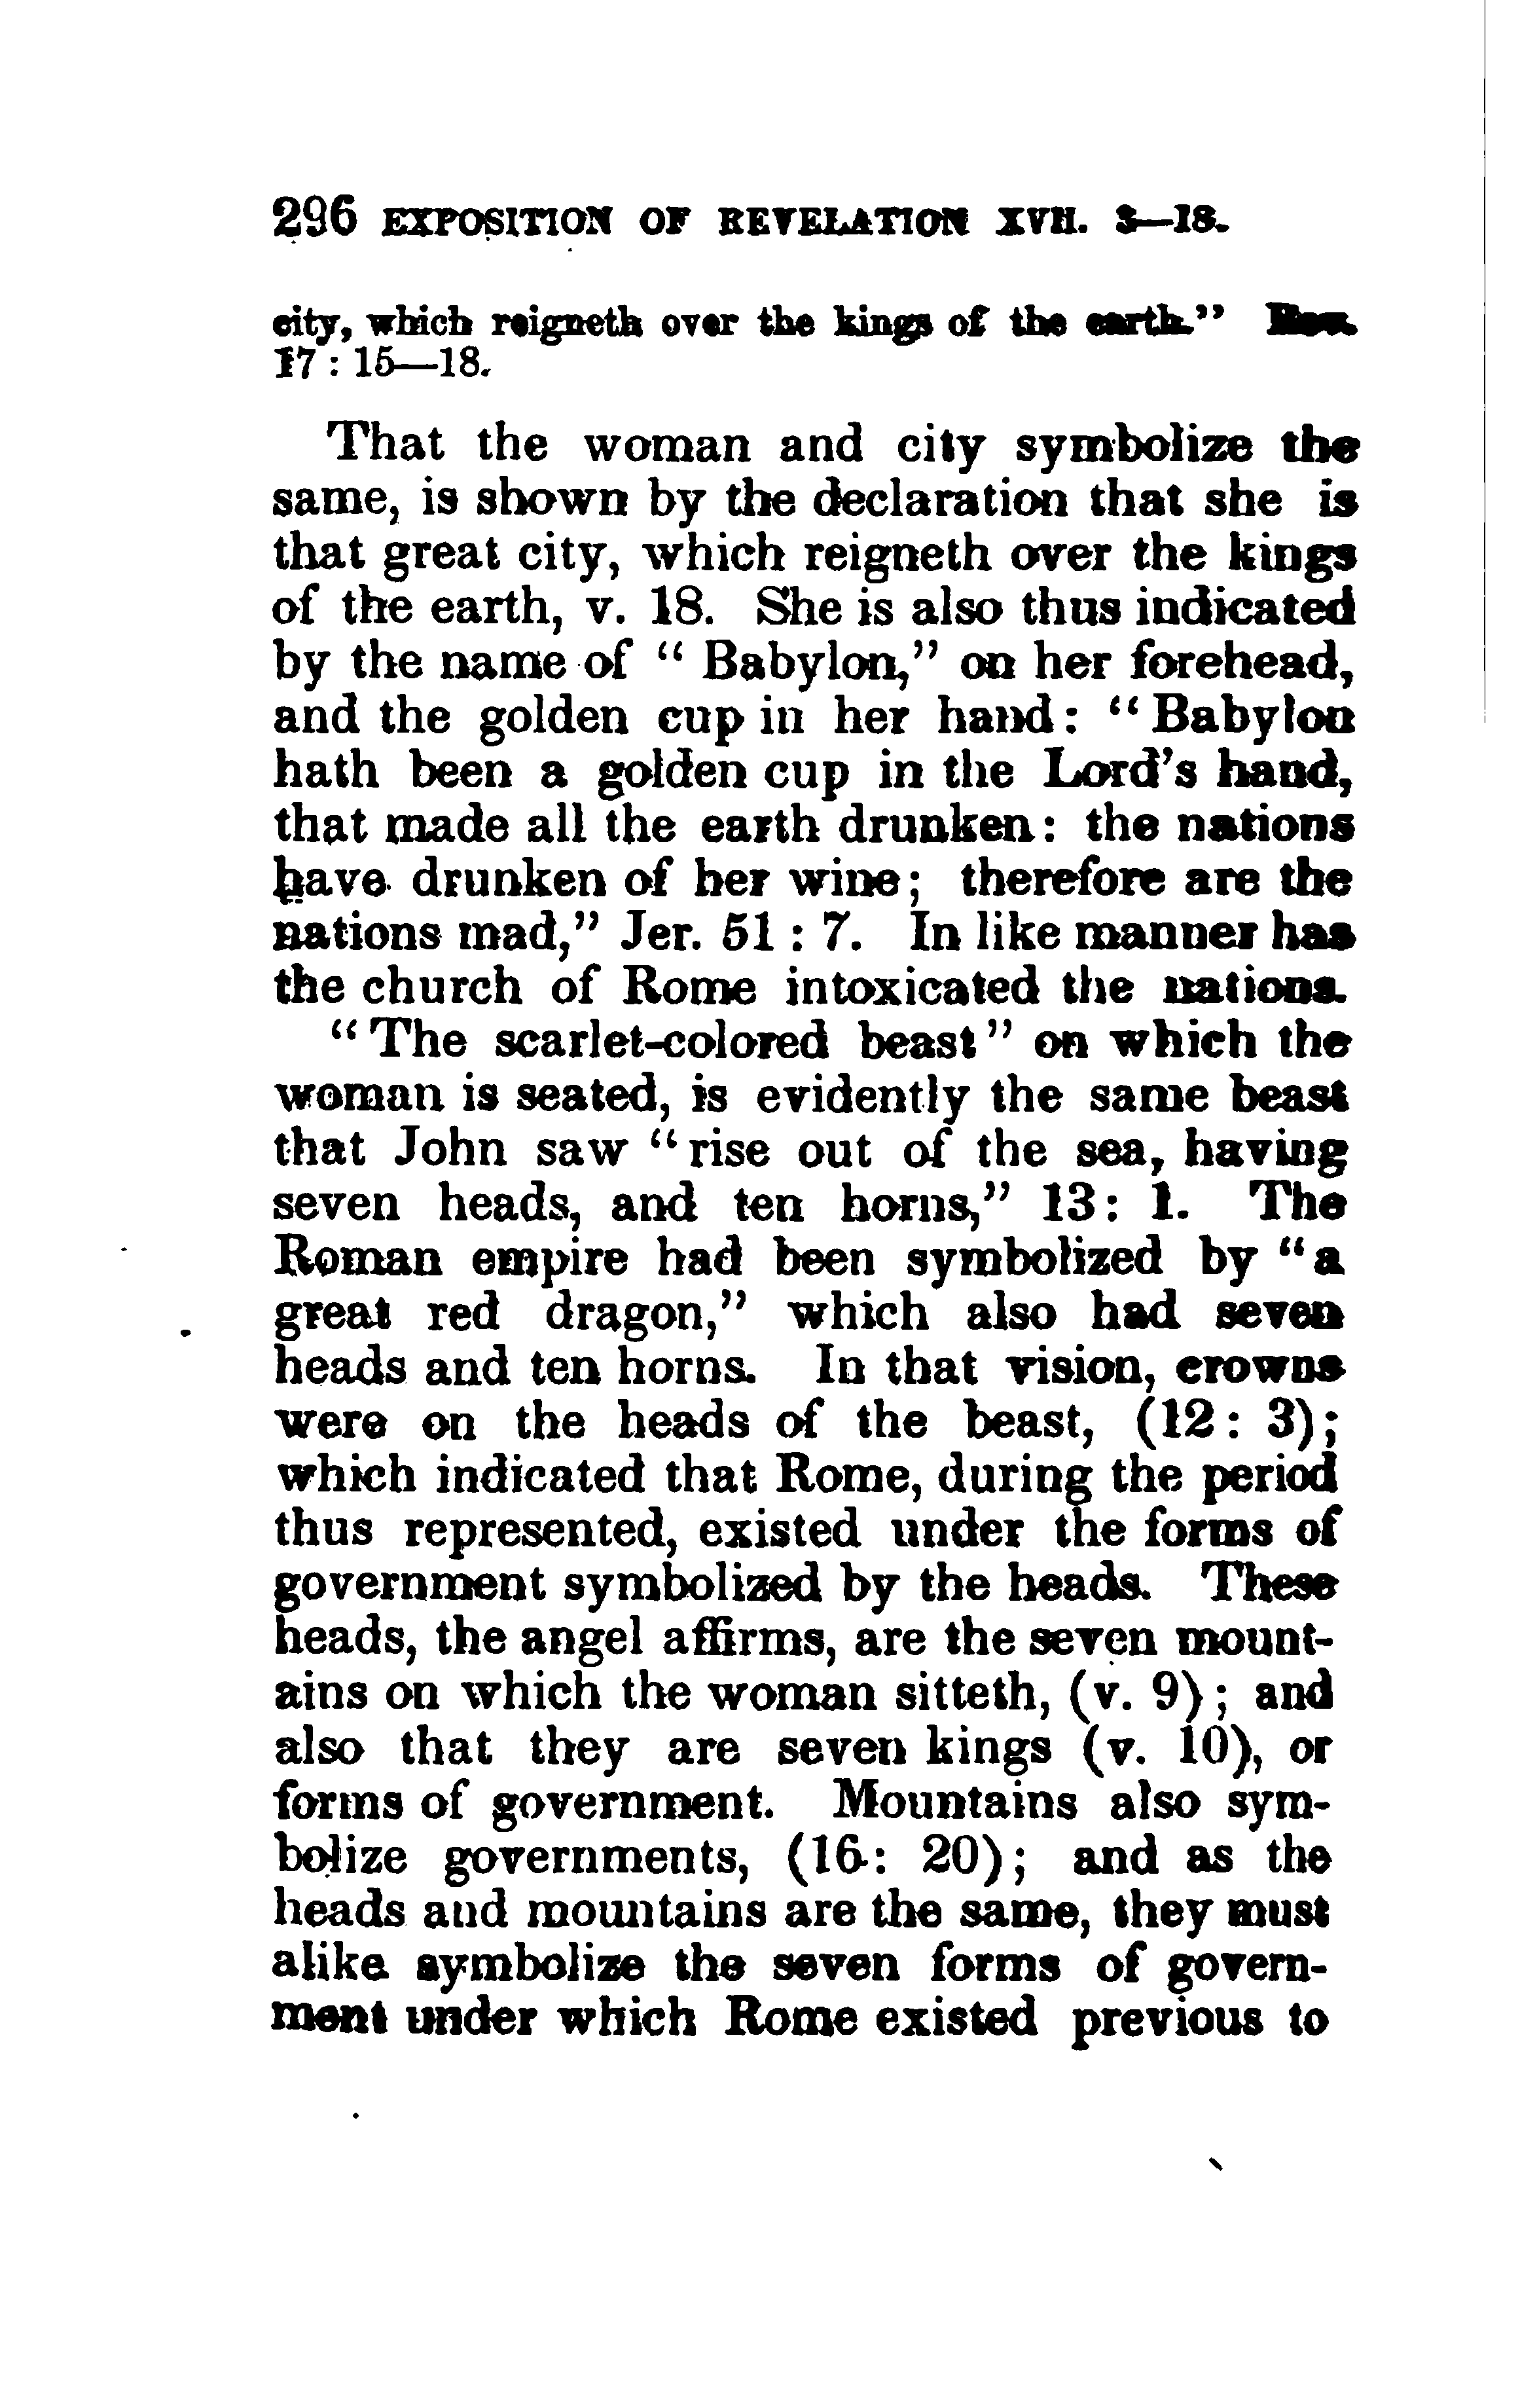 296 EXPOSITION OF REVELATION XVII. 3—18.
city, which reigneth over the kings of the earth." Rev.
17 : 15—18.
That the woman and city symbolize the
same, is shown by the declaration that she is
that great city, which reigneth over the kings
of the earth, v. 18. She is also thus indicated
by the name of " Babylon," on her forehead,
and the golden cup in her hand: "Babylon
hath been a golden cup in the Lord's hand,
that made all the earth drunken: the nations
have drunken of her wine; therefore are the
nations mad," Jer. 51 : 7. In like manner has
the church of Rome intoxicated the nations.
"The scarlet-colored beast" on which the
woman is seated, is evidently the same beast
that John saw "rise out of the sea, having
seven heads, and ten horns," 13: 1. The
Roman empire had been symbolized by "a
great red dragon," which also had seven
heads and ten horns. In that vision, crowns
were on the heads of the beast, (12: 3);
which indicated that Rome, during the period
thus represented, existed under the forms of
government symbolized by the heads. These
heads, the angel affirms, are the seven mount-
ains on which the woman sitteth, (v. 9); and
also that they are seven kings (v. 10), or
forms of government. Mountains also sym-
bolize governments, (16: 20); and as the
heads and mountains are the same, they must
alike symbolize the seven forms of govern-
ment under which Rome existed previous to